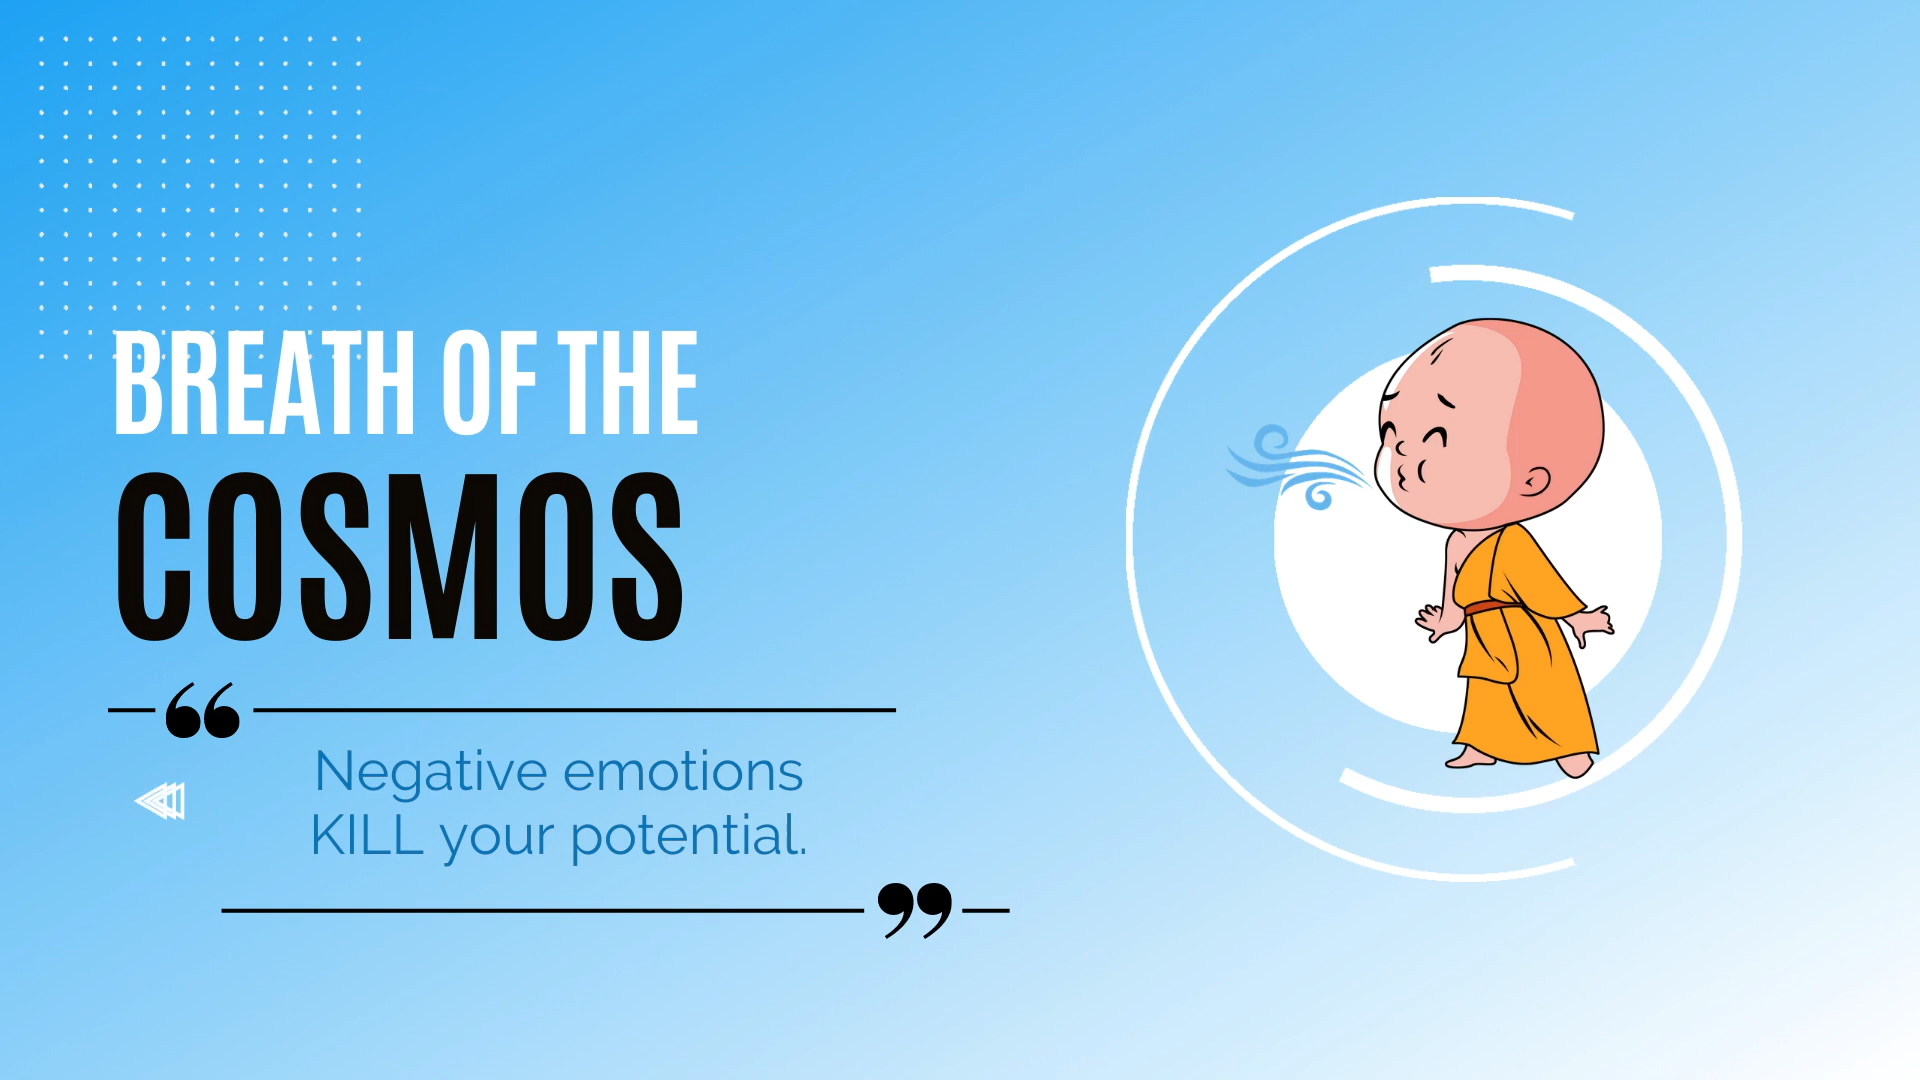 BREATH OF THE
COSMOS
“
Negative emotions
KILL your potential.
”